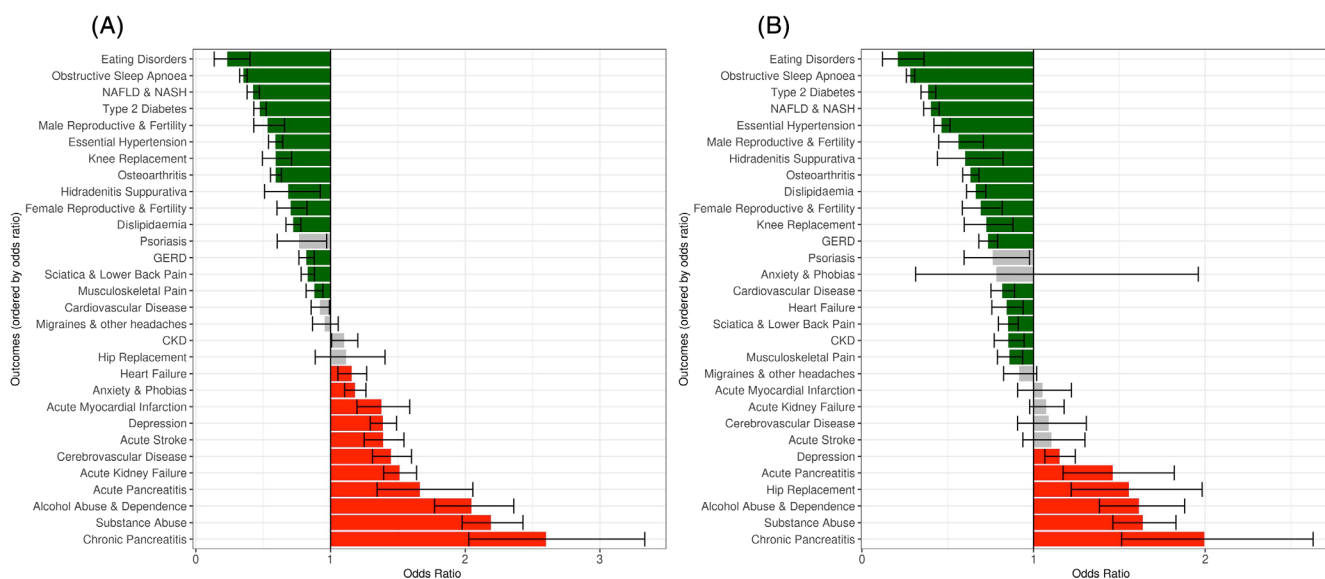 (A)
Outcomes (ordered by odds ratio)
Eating Disorders
Obstructive Sleep Apnoea
NAFLD & NASH
Type 2 Diabetes
Male Reproductive & Fertility
Essential Hypertension
Knee Replacement
Osteoarthritis
Hidradenitis Suppurativa
Female Reproductive & Fertility
Dislipidaemia
Psoriasis
GERD
Sciatica & Lower Back Pain
Musculoskeletal Pain
Cardiovascular Disease
Migraines & other headaches
CKD
Hip Replacement
Heart Failure
Anxiety & Phobias
Acute Myocardial Infarction
Depression
Acute Stroke
Cerebrovascular Disease
Acute Kidney Failure
Acute Pancreatitis
Alcohol Abuse & Dependence
Substance Abuse
Chronic Pancreatitis
0 1 2 3
Odds Ratio
(B)
Outcomes (ordered by odds ratio)
Eating Disorders
Obstructive Sleep Apnoea
Type 2 Diabetes
NAFLD & NASH
Essential Hypertension
Male Reproductive & Fertility
Hidradenitis Suppurativa
Osteoarthritis
Dislipidaemia
Female Reproductive & Fertility
Knee Replacement
GERD
Psoriasis
Anxiety & Phobias
Cardiovascular Disease
Heart Failure
Sciatica & Lower Back Pain
CKD
Musculoskeletal Pain
Migraines & other headaches
Acute Myocardial Infarction
Acute Kidney Failure
Cerebrovascular Disease
Acute Stroke
Depression
Acute Pancreatitis
Hip Replacement
Alcohol Abuse & Dependence
Substance Abuse
Chronic Pancreatitis
0 1 2
Odds Ratio